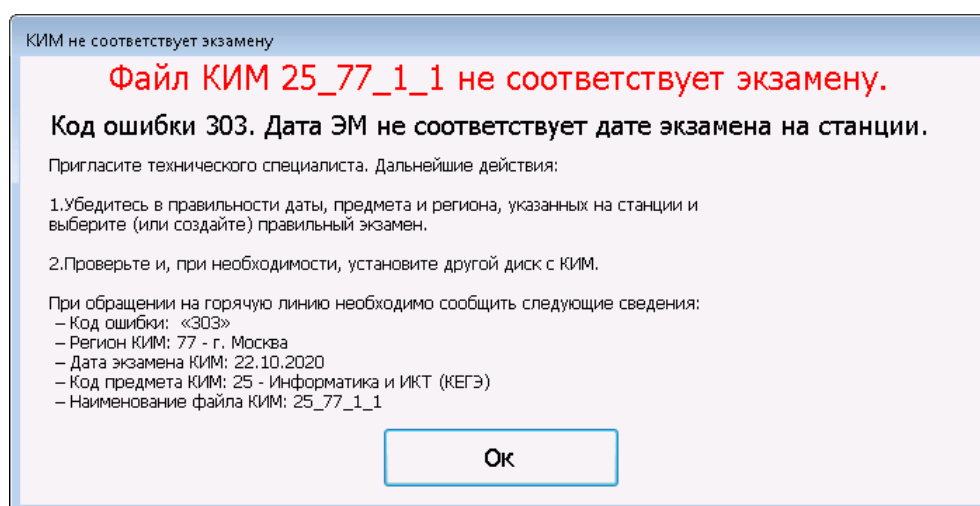 КИМ не соответствует экзамену
Файл КИМ 25_77_1_1 не соответствует экзамену.
Код ошибки 303. Дата ЭМ не соответствует дате экзамена на станции.
Пригласите технического специалиста. Дальнейшие действия:
1.Убедитесь в правильности даты, предмета и региона, указанных на станции и
выберите (или создайте) правильный экзамен.
2.Проверьте и, при необходимости, установите другой диск с КИМ.
При обращении на горячую линию необходимо сообщить следующие сведения:
– Код ошибки: «303»
– Регион КИМ: 77 - г. Москва
– Дата экзамена КИМ: 22.10.2020
– Код предмета КИМ: 25 - Информатика и ИКТ (КЕГЭ)
– Наименование файла КИМ: 25_77_1_1
Ок